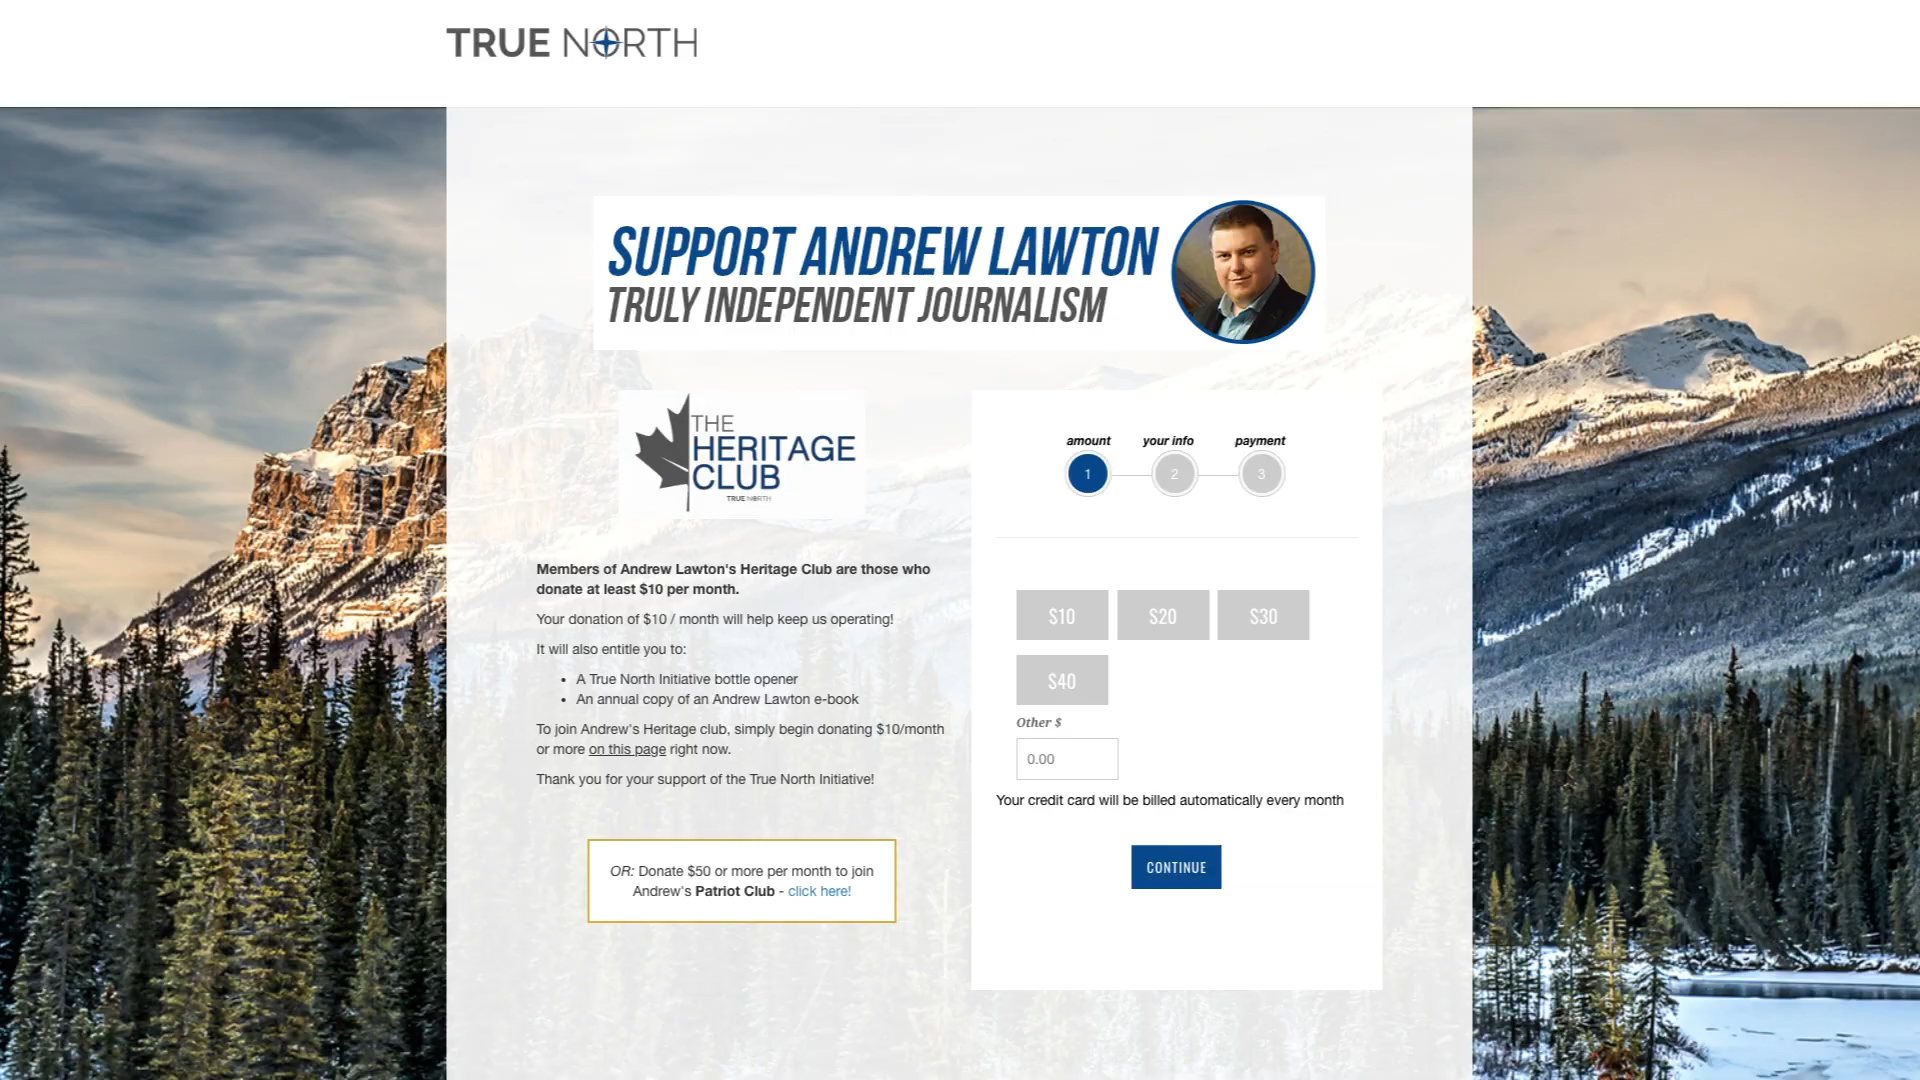 TRUE NORTH
SUPPORT ANDREW LAWTON
TRULY INDEPENDENT JOURNALISM
THE
HERITAGE
CLUB
TRUE NORTH
Members of Andrew Lawton's Heritage Club are those who
donate at least $10 per month.
Your donation of $10 / month will help keep us operating!
It will also entitle you to:
• A True North Initiative bottle opener
• An annual copy of an Andrew Lawton e-book
To join Andrew's Heritage club, simply begin donating $10/month
or more on this page right now.
Thank you for your support of the True North Initiative!
OR: Donate $50 or more per month to join
Andrew's Patriot Club - click here!
amount your info payment
1 2 3
$10 $20 $30
$40
Other $
0.00
Your credit card will be billed automatically every month
CONTINUE